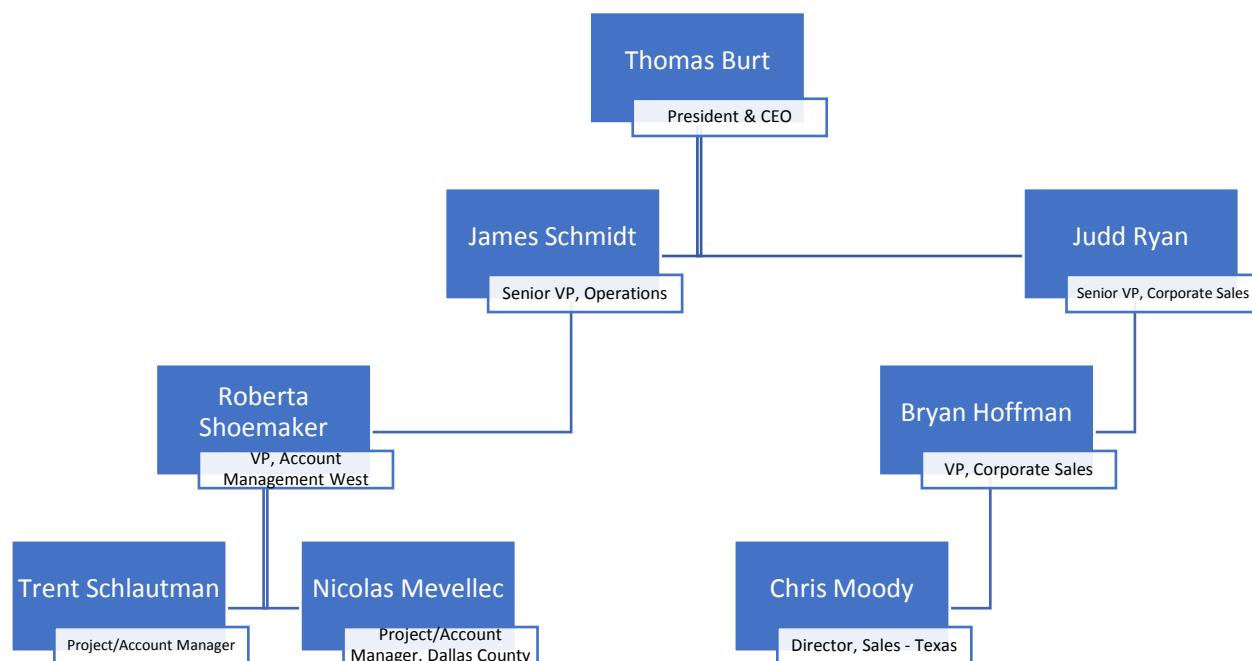 Thomas Burt
President & CEO
James Schmidt
Senior VP, Operations
Judd Ryan
Senior VP, Corporate Sales
Roberta
Shoemaker
VP, Account
Management West
Bryan Hoffman
VP, Corporate Sales
Trent Schlautman
Project/Account Manager
Nicolas Mevellec
Project/Account
Manager, Dallas County
Chris Moody
Director, Sales - Texas